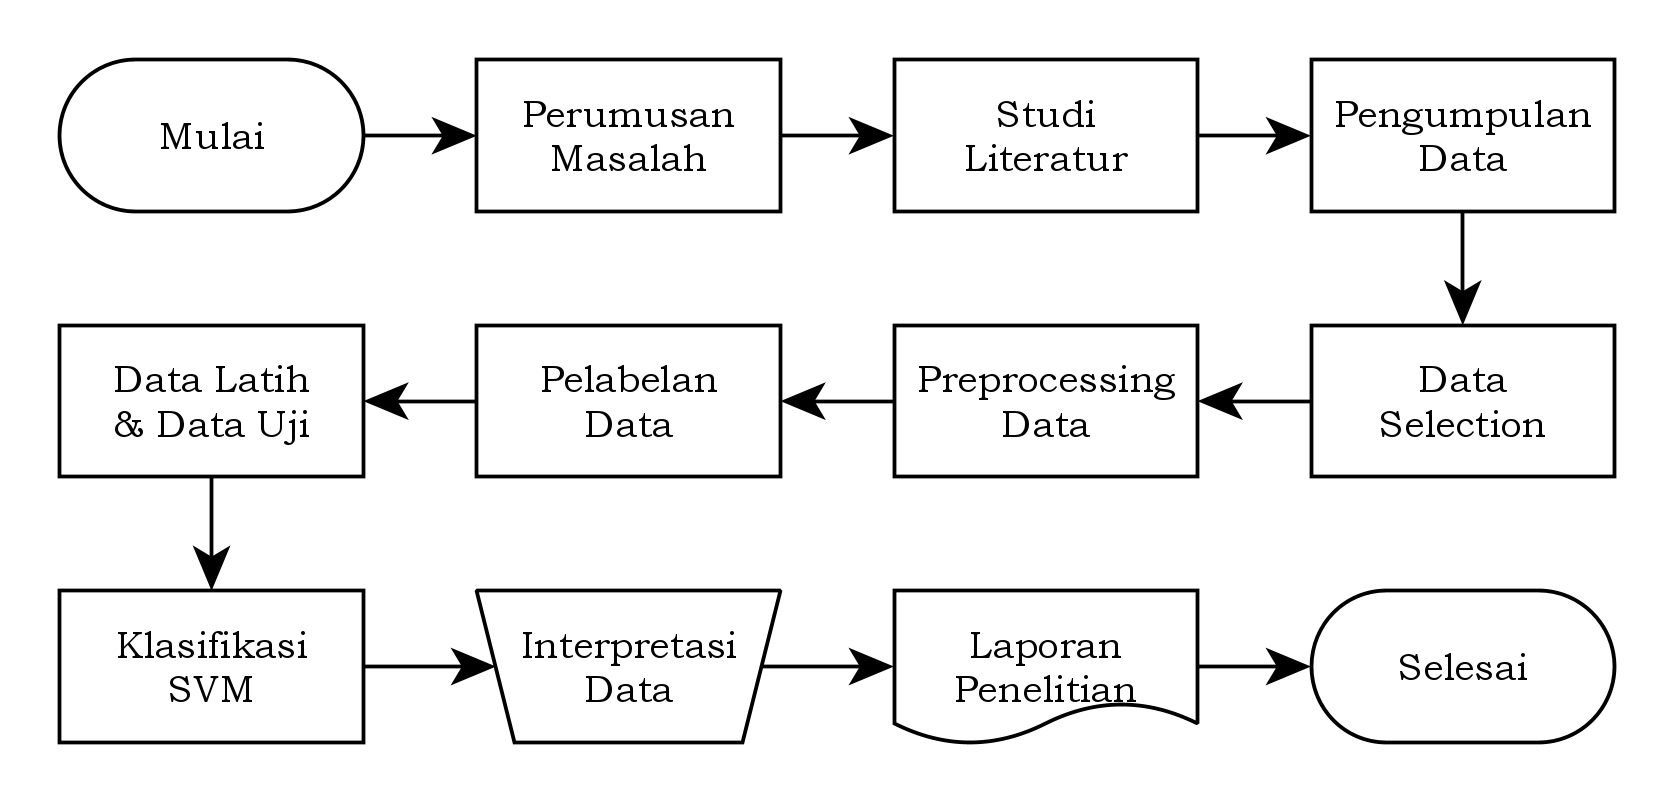 Mulai
Perumusan
Masalah
Studi
Literatur
Pengumpulan
Data
Data
Selection
Preprocessing
Data
Pelabelan
Data
Data Latih
& Data Uji
Klasifikasi
SVM
Interpretasi
Data
Laporan
Penelitian
Selesai